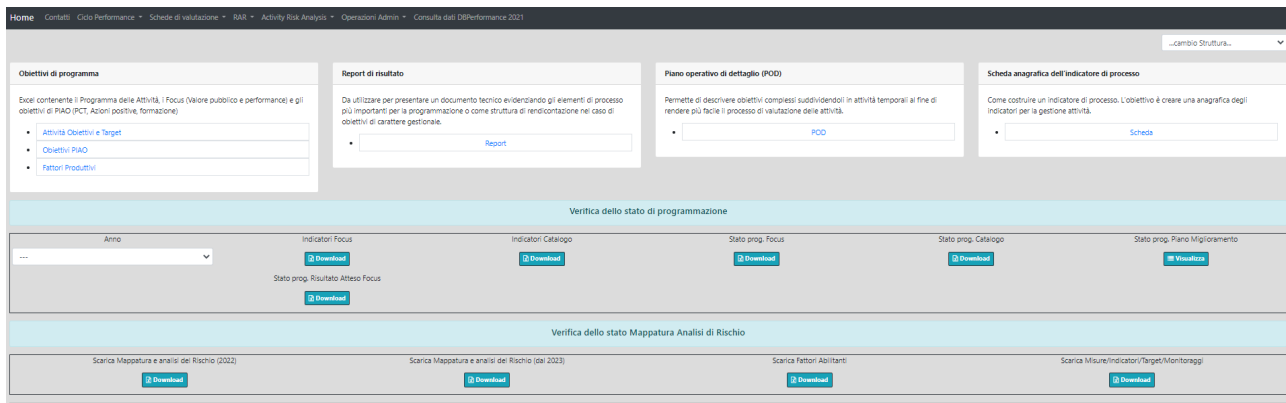 Home Contatti Ciclo Performance Schede di valutazione RAR Activity Risk Analysis Operazioni Admin Consulta dati DBPerformance 2021
...cambio Struttura...
Obiettivi di programma
Excel contenente il Programma delle Attività, i Focus (Valore pubblico e performance) e gli
obiettivi di PIAO (PCT, Azioni positive, formazione)
Attività Obiettivi e Target
Obiettivi PIAO
Fattori Produttivi
Report di risultato
Da utilizzare per presentare un documento tecnico evidenziando gli elementi di processo
più importanti per la programmazione o come struttura di rendicontazione nel caso di
obiettivi di carattere gestionale.
Report
Piano operativo di dettaglio (POD)
Permette di descrivere obiettivi complessi suddividendoli in attività temporali al fine di
rendere più facile il processo di valutazione delle attività.
POD
Scheda anagrafica dell'indicatore di processo
Come costruire un indicatore di processo. L'obiettivo è creare una anagrafica degli
indicatori per la gestione attività.
Scheda
Verifica dello stato di programmazione
Anno Indicatori Focus Indicatori Catalogo Stato prog. Focus Stato prog. Catalogo Stato prog. Piano Miglioramento
--- Download Download Download Download Visualizza
Stato prog. Risultato Atteso Focus
Download
Verifica dello stato Mappatura Analisi di Rischio
Scarica Mappatura e analisi del Rischio (2022) Scarica Mappatura e analisi del Rischio (dal 2023) Scarica Fattori Abilitanti Scarica Misure/Indicatori/Target/Monitoraggi
Download Download Download Download